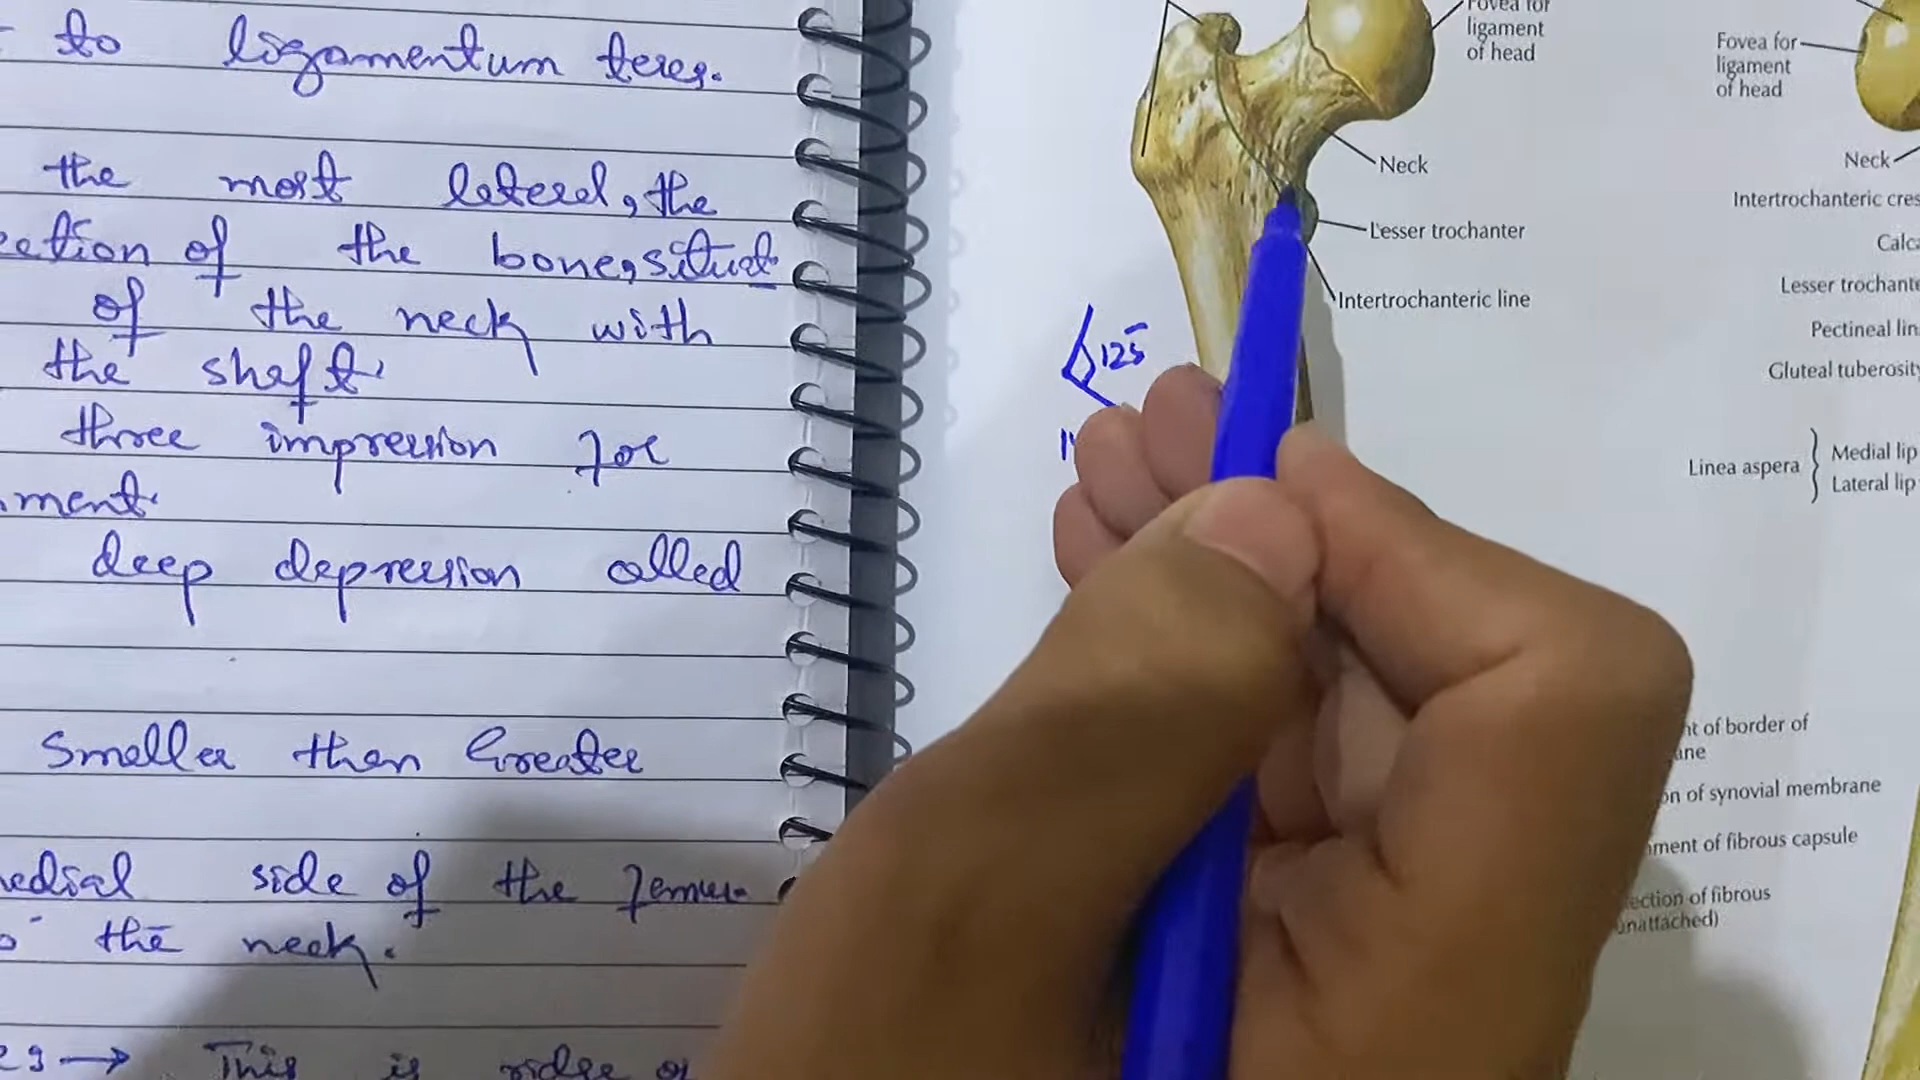 to ligamentum teres.
the most lateral, the
of the bone, situat
of the neck with
the shaft
three impression for
ment.
deep depression called
Smaller then Greater
side of the femur
the neck.
→ This is ridge
Fovea for
ligament
of head
Neck
Lesser trochanter
Intertrochanteric line
125
Fovea for
ligament
of head
Neck
Intertrochanteric cres
Calca
Lesser trochante
Pectineal lin
Gluteal tuberosity
Linea aspera
Medial lip
Lateral lip
of border of
of synovial membrane
ment of fibrous capsule
ection of fibrous
unattached)